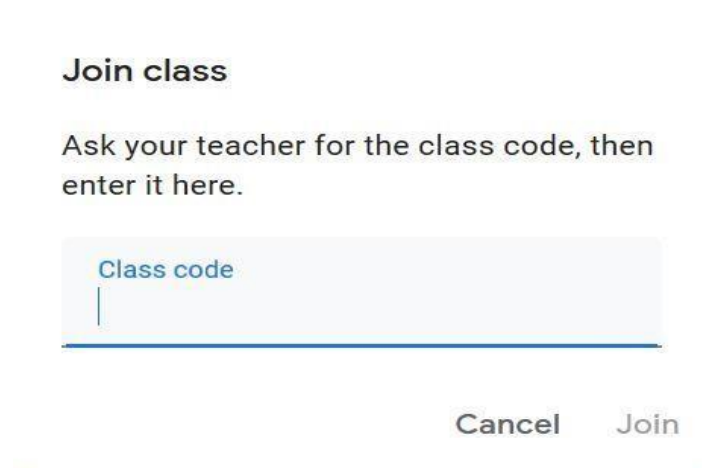 Join class
Ask your teacher for the class code, then
enter it here.
Class code
Cancel Join